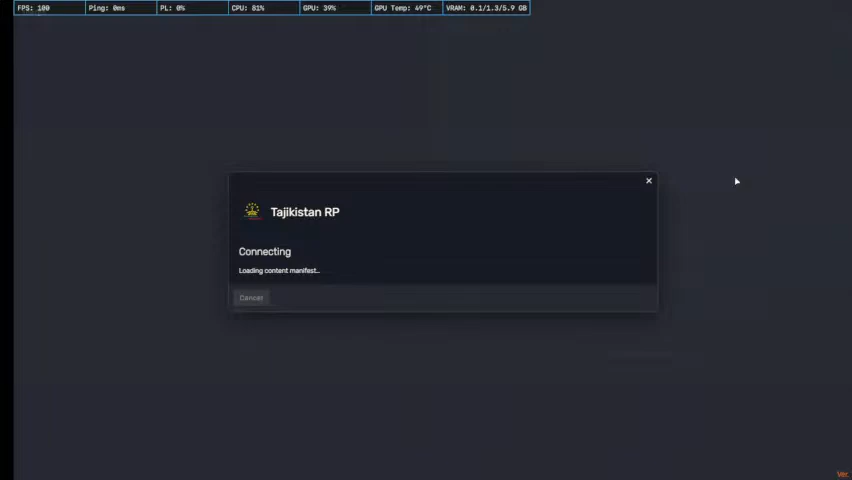 FPS: 100 Ping: 0ms PL: 0% CPU: 81% GPU: 39% GPU Temp: 49°C VRAM: 0.1/1.3/5.9 GB
Tajikistan RP
Connecting
Loading content manifest...
Cancel
Ver.